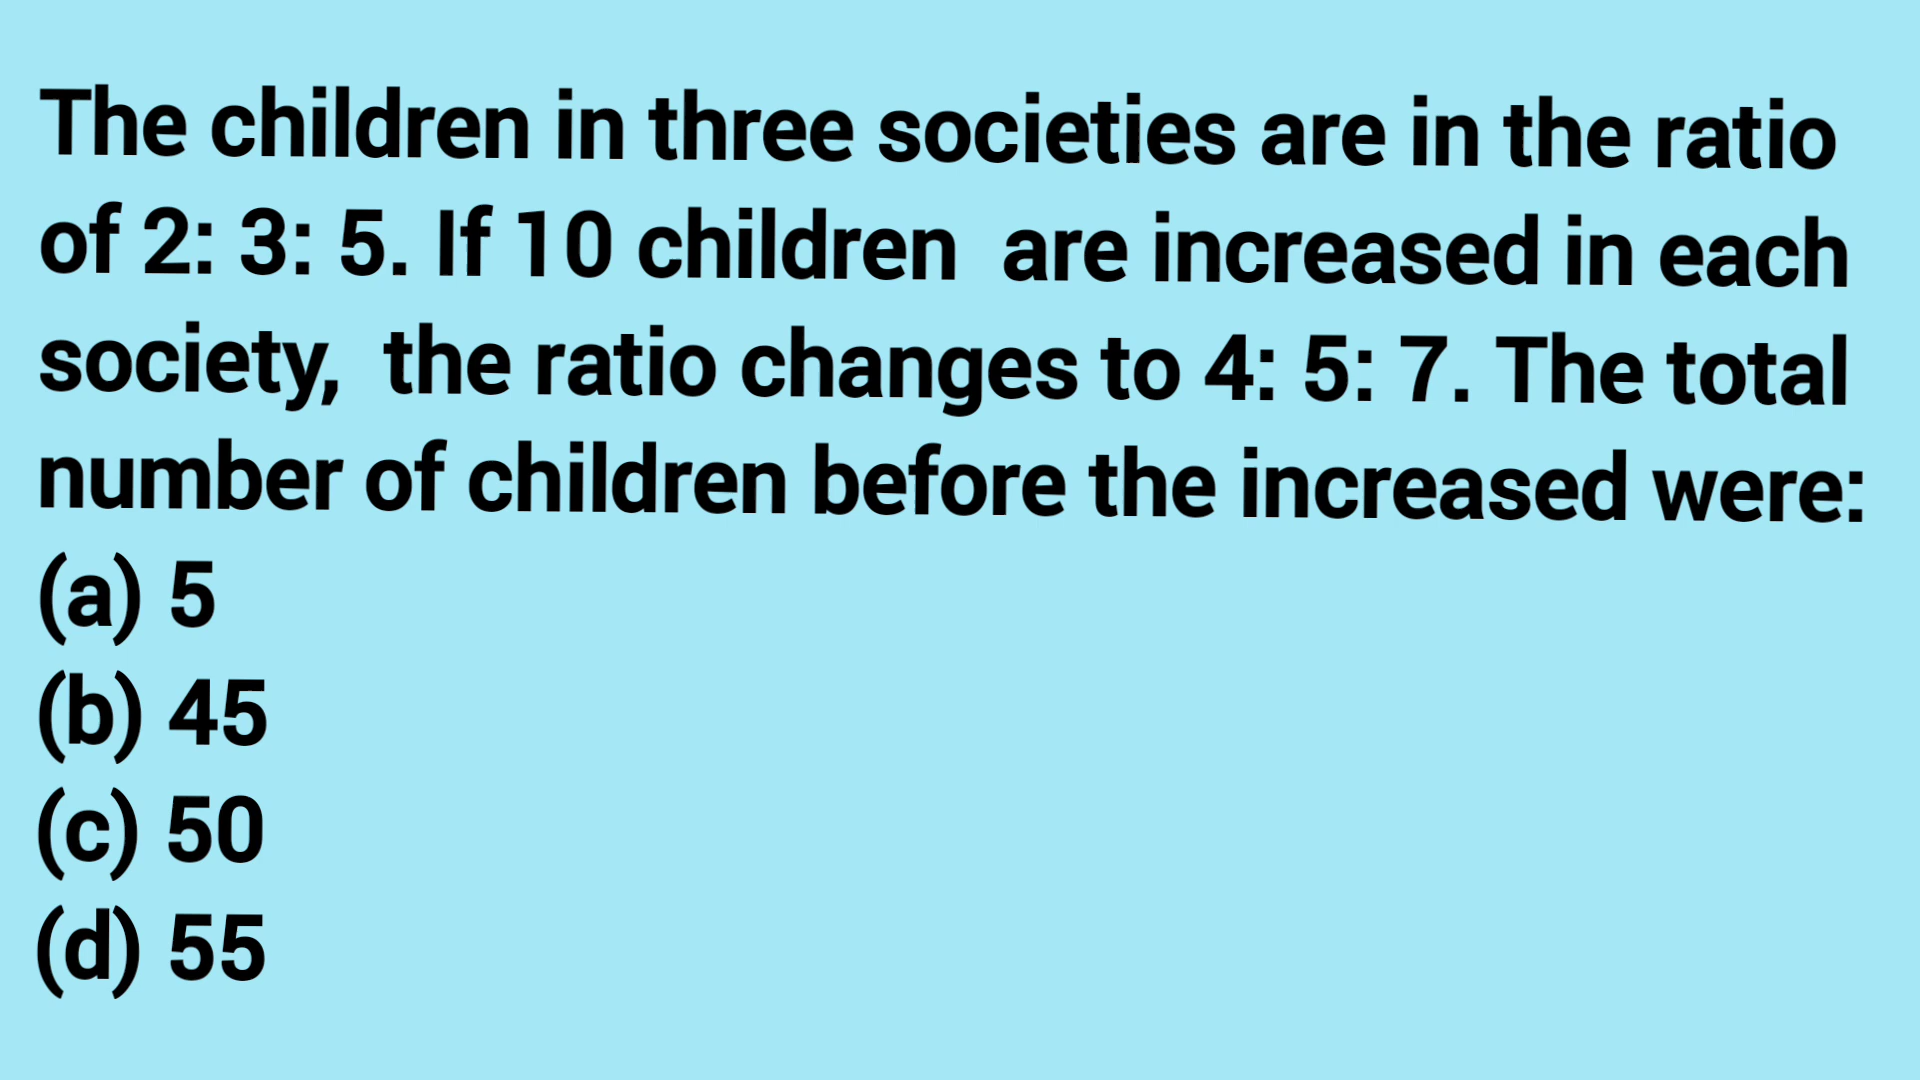 The children in three societies are in the ratio
of 2: 3: 5. If 10 children  are increased in each
society,  the ratio changes to 4: 5: 7. The total
number of children before the increased were:
(a) 5
(b) 45
(c) 50
(d) 55